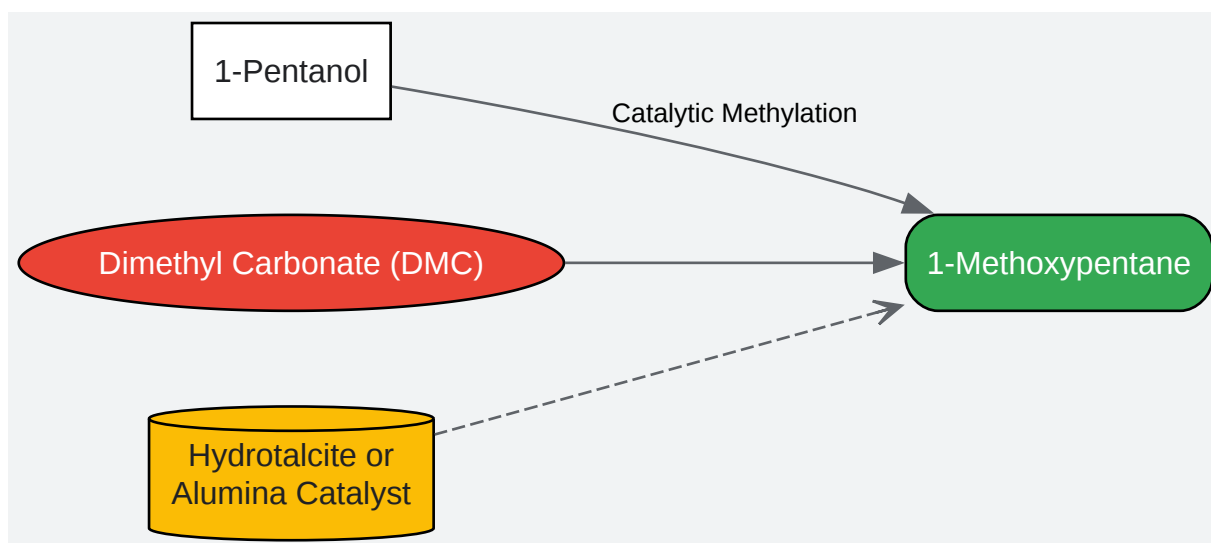 1-Pentanol
Catalytic Methylation
Dimethyl Carbonate (DMC)
1-Methoxypentane
Hydrotalcite or
Alumina Catalyst